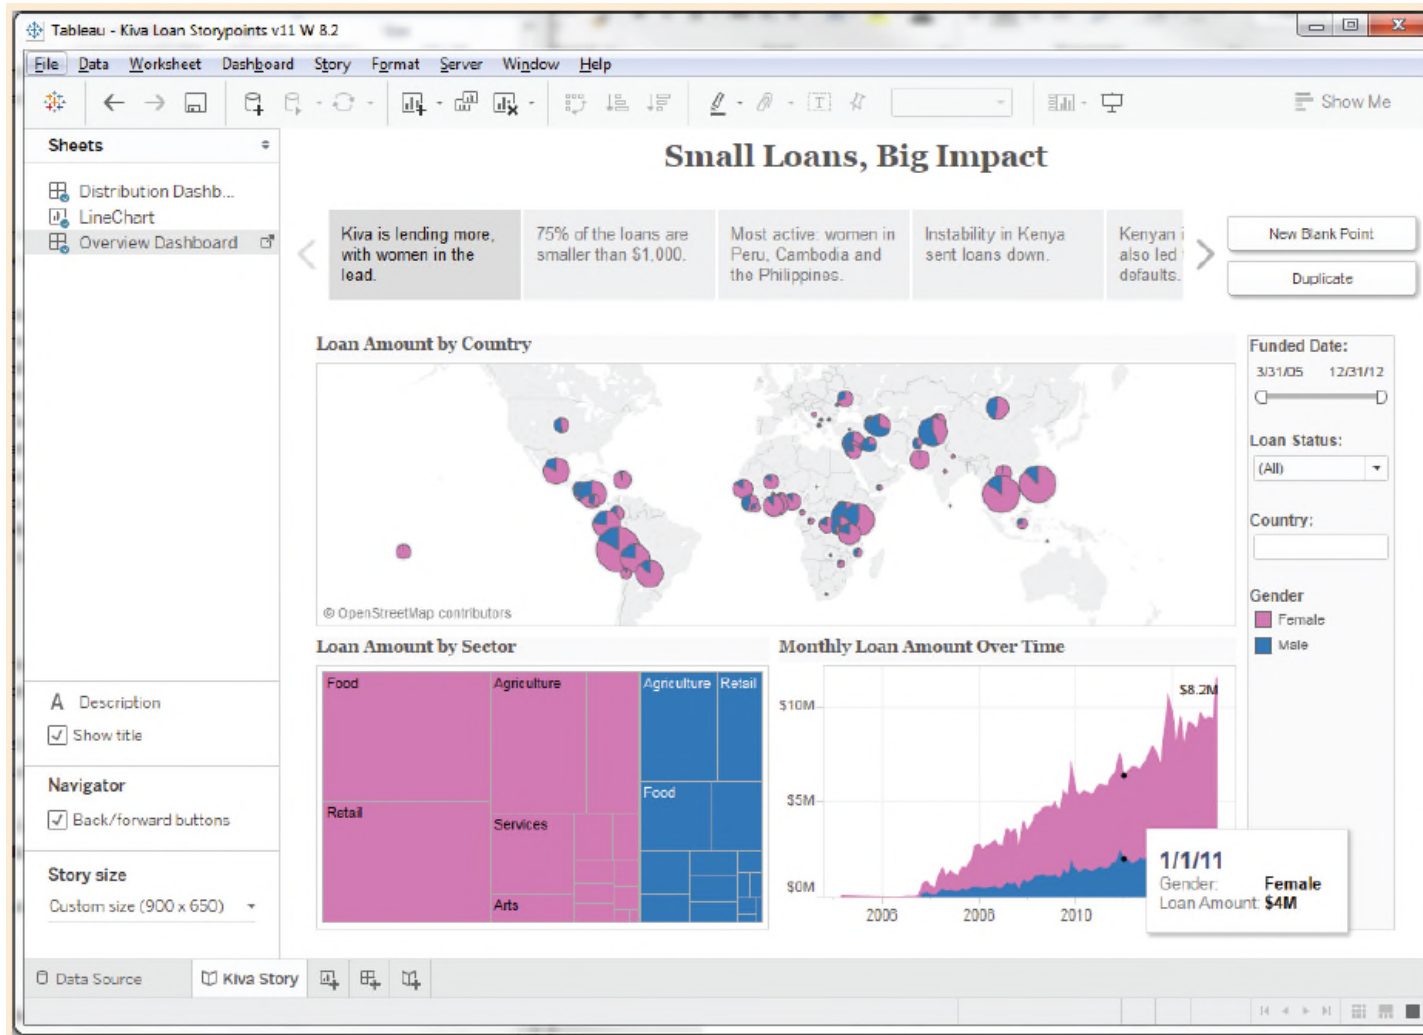 Tableau - Kiva Loan Storypoints v11 W 8.2
File Data Worksheet Dashboard Story Format Server Window Help
Show Me
Sheets
Distribution Dashb...
LineChart
Overview Dashboard
Small Loans, Big Impact
Kiva is lending more,
with women in the
lead.
75% of the loans are
smaller than $1,000.
Most active: women in
Peru, Cambodia and
the Philippines.
Instability in Kenya
sent loans down.
Kenyan i
also led
defaults.
New Blank Point
Duplicate
Loan Amount by Country
© OpenStreetMap contributors
Funded Date:
3/31/05 12/31/12
Loan Status:
(All)
Country:
Gender
Female
Male
Loan Amount by Sector
Food
Agriculture
Agriculture
Retail
Retail
Services
Arts
Food
Monthly Loan Amount Over Time
$8.2M
$10M
$5M
$0M
2006 2008 2010
1/1/11
Gender: Female
Loan Amount: $4M
A Description
Show title
Navigator
Back/forward buttons
Story size
Custom size (900 x 650)
Data Source
Kiva Story